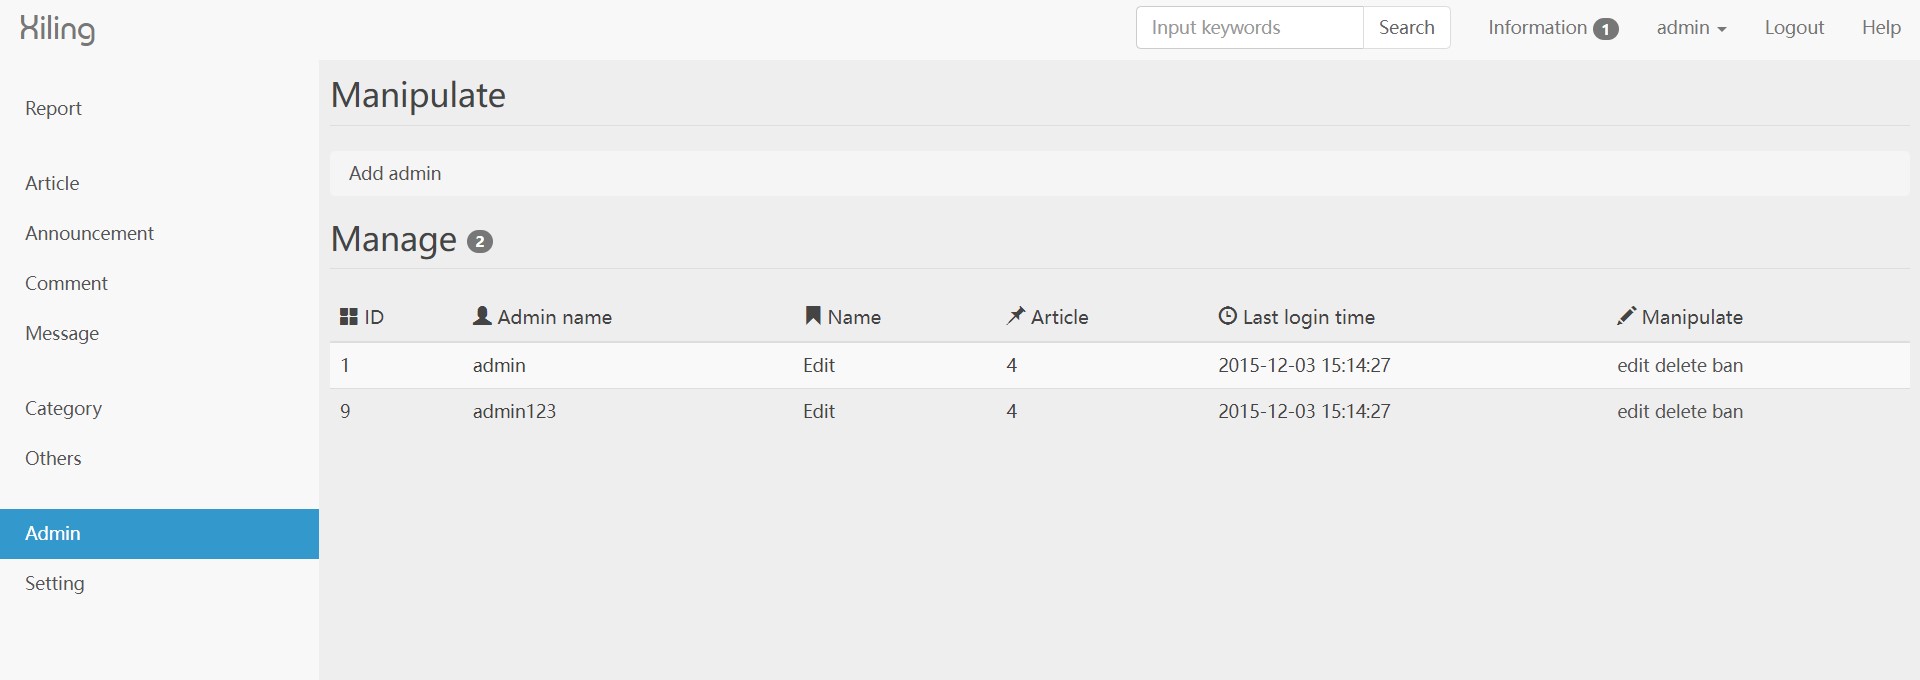 Xiling
Input keywords Search Information 1 admin Logout Help
Report
Article
Announcement
Comment
Message
Category
Others
Admin
Setting
Manipulate
Add admin
Manage 2
ID Admin name Name Article Last login time Manipulate
1 admin Edit 4 2015-12-03 15:14:27 edit delete ban
9 admin123 Edit 4 2015-12-03 15:14:27 edit delete ban